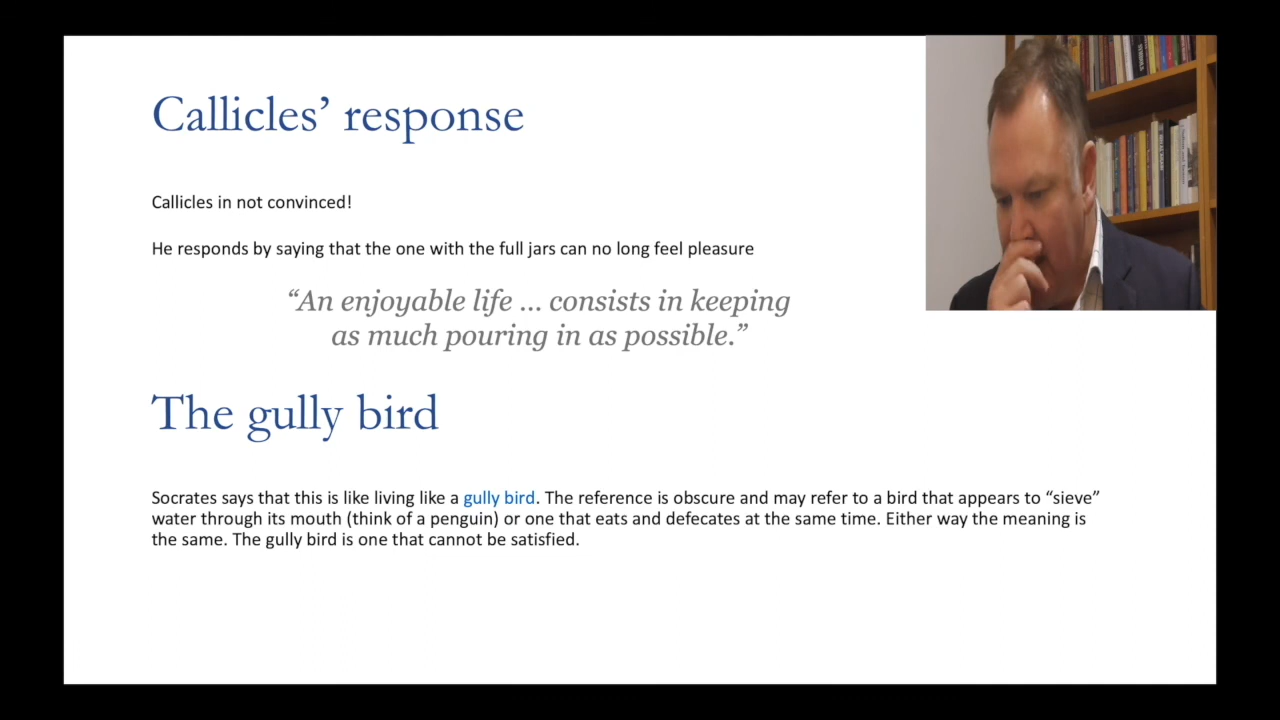 Callicles’ response
Callicles in not convinced!
He responds by saying that the one with the full jars can no long feel pleasure
“An enjoyable life ... consists in keeping
as much pouring in as possible.”
The gully bird
Socrates says that this is like living like a gully bird. The reference is obscure and may refer to a bird that appears to “sieve”
water through its mouth (think of a penguin) or one that eats and defecates at the same time. Either way the meaning is
the same. The gully bird is one that cannot be satisfied.